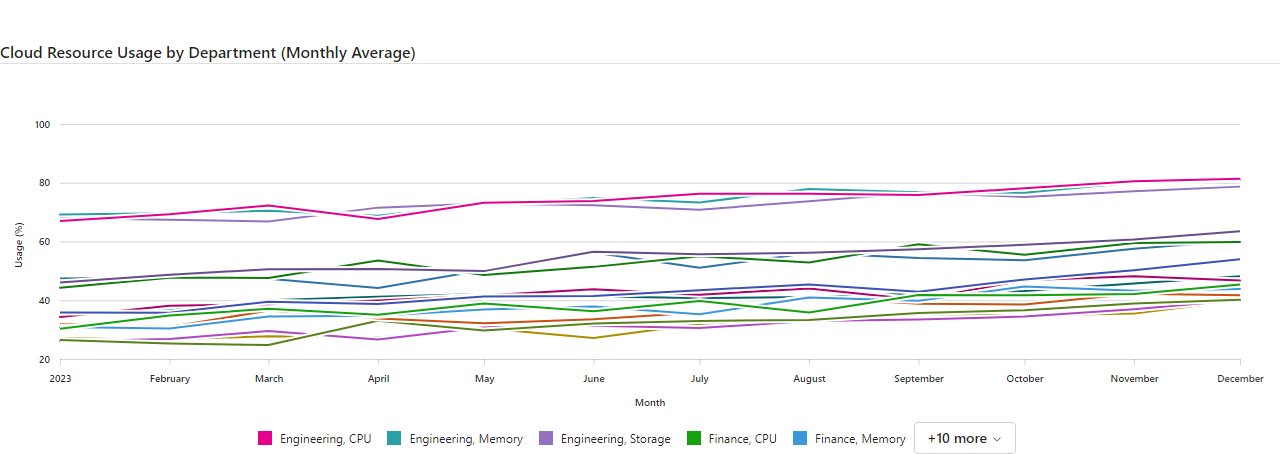 Cloud Resource Usage by Department (Monthly Average)
100
80
60
40
20
Usage (%)
2023 February March April May June July August September October November December
Month
Engineering, CPU Engineering, Memory Engineering, Storage Finance, CPU Finance, Memory +10 more